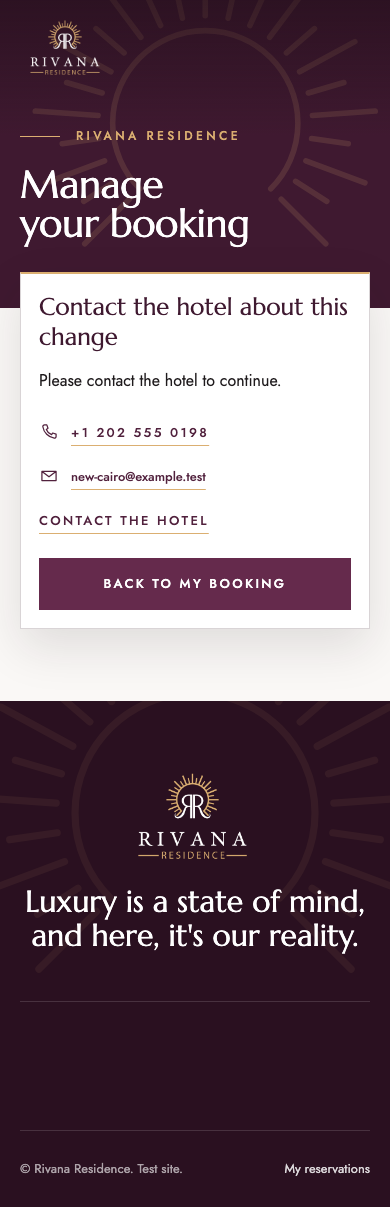 RIVANA
RESIDENCE
RIVANA RESIDENCE
Manage
your booking
Contact the hotel about this
change
Please contact the hotel to continue.
+1 202 555 0198
new-cairo@example.test
CONTACT THE HOTEL
BACK TO MY BOOKING
RIVANA
RESIDENCE
Luxury is a state of mind,
and here, it's our reality.
© Rivana Residence. Test site.
My reservations